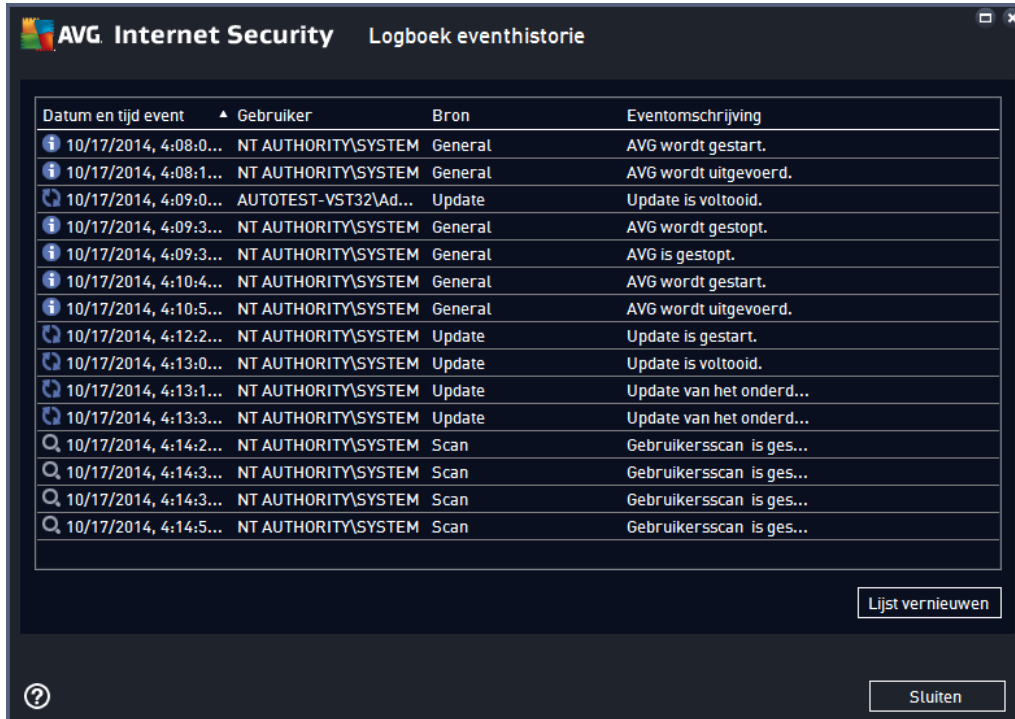 AVG Internet Security Logboek eventhistorie
Datum en tijd event Gebruiker Bron Eventomschrijving
10/17/2014, 4:08:0... NT AUTHORITY\SYSTEM General AVG wordt gestart.
10/17/2014, 4:08:1... NT AUTHORITY\SYSTEM General AVG wordt uitgevoerd.
10/17/2014, 4:09:0... AUTOTEST-VST32\Ad... Update Update is voltooid.
10/17/2014, 4:09:3... NT AUTHORITY\SYSTEM General AVG wordt gestopt.
10/17/2014, 4:09:3... NT AUTHORITY\SYSTEM General AVG is gestopt.
10/17/2014, 4:10:4... NT AUTHORITY\SYSTEM General AVG wordt gestart.
10/17/2014, 4:10:5... NT AUTHORITY\SYSTEM General AVG wordt uitgevoerd.
10/17/2014, 4:12:2... NT AUTHORITY\SYSTEM Update Update is gestart.
10/17/2014, 4:13:0... NT AUTHORITY\SYSTEM Update Update is voltooid.
10/17/2014, 4:13:1... NT AUTHORITY\SYSTEM Update Update van het onderd...
10/17/2014, 4:13:3... NT AUTHORITY\SYSTEM Update Update van het onderd...
10/17/2014, 4:14:2... NT AUTHORITY\SYSTEM Scan Gebruikersscan is ges...
10/17/2014, 4:14:3... NT AUTHORITY\SYSTEM Scan Gebruikersscan is ges...
10/17/2014, 4:14:3... NT AUTHORITY\SYSTEM Scan Gebruikersscan is ges...
10/17/2014, 4:14:5... NT AUTHORITY\SYSTEM Scan Gebruikersscan is ges...
Lijst vernieuwen
Sluiten